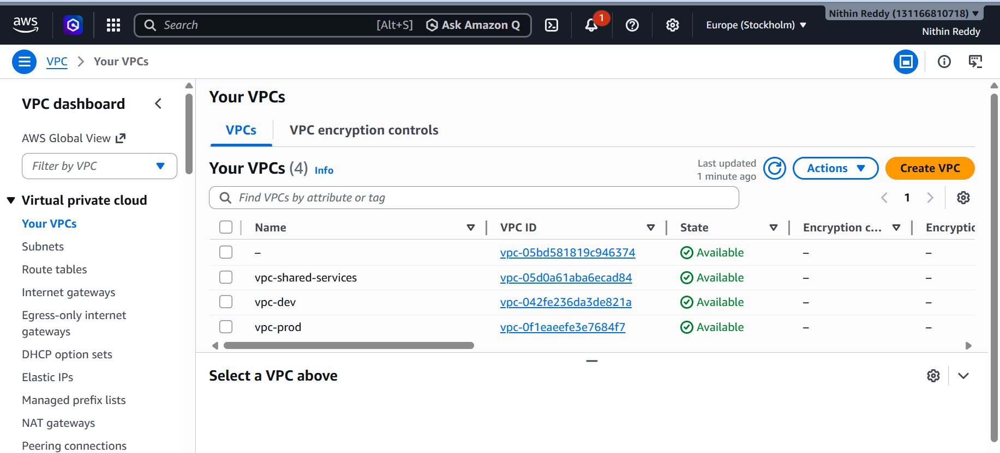 aws
Search
[Alt+S]
Ask Amazon Q
1
Europe (Stockholm)
Nithin Reddy (131166810718)
Nithin Reddy
VPC
Your VPCs
VPC dashboard
AWS Global View
Filter by VPC
Virtual private cloud
Your VPCs
Subnets
Route tables
Internet gateways
Egress-only internet
gateways
DHCP option sets
Elastic IPs
Managed prefix lists
NAT gateways
Peering connections
Your VPCs
VPCs
VPC encryption controls
Your VPCs (4) Info
Last updated
1 minute ago
Actions
Create VPC
Find VPCs by attribute or tag
1
Name VPC ID State Encryption c... Encryptic
– vpc-05bd581819c946374 Available – –
vpc-shared-services vpc-05d0a61aba6ecad84 Available – –
vpc-dev vpc-042fe236da3de821a Available – –
vpc-prod vpc-0f1eaeefe3e7684f7 Available – –
Select a VPC above